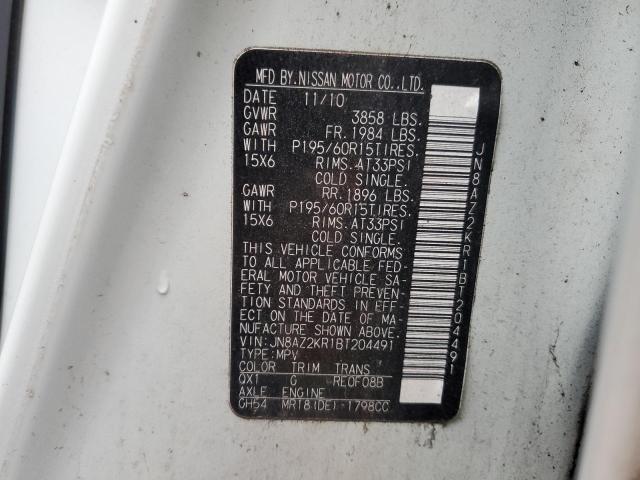 MFD BY.NISSAN MOTOR CO.,LTD.
DATE 11/10
GVWR 3858 LBS.
GAWR FR.1984 LBS.
WITH P195/60R15TIRES.
15X6 RIMS.AT33PSI
COLD SINGLE.
GAWR RR.1896 LBS.
WITH P195/60R15TIRES.
15X6 RIMS.AT33PSI
COLD SINGLE.
THIS VEHICLE CONFORMS
TO ALL APPLICABLE FED-
ERAL MOTOR VEHICLE SA-
FETY AND THEFT PREVEN-
TION STANDARDS IN EFF-
ECT ON THE DATE OF MA-
NUFACTURE SHOWN ABOVE.
VIN:JN8AZ2KR1BT204491
TYPE:MPV
COLOR TRIM TRANS
QX1 G RE0F08B
AXLE ENGINE
GH54 MRT8(DE)-1798CC
JN8AZ2KR1BT204491